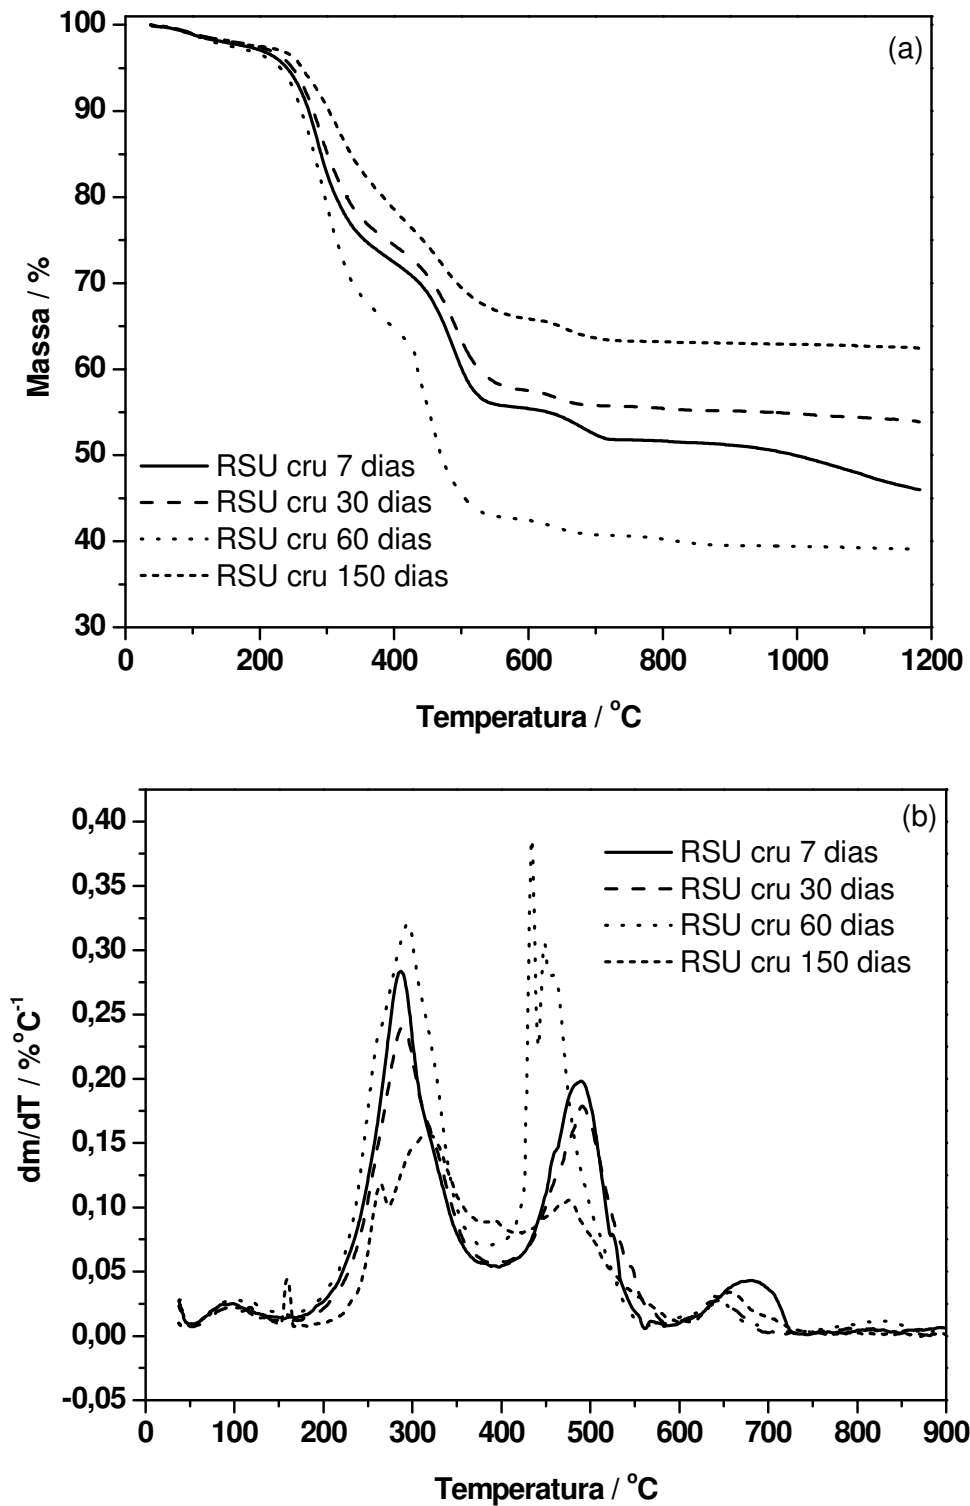 (a)
100
90
80
70
60
50
40
30
Massa / %
RSU cru 7 dias
RSU cru 30 dias
RSU cru 60 dias
RSU cru 150 dias
0 200 400 600 800 1000 1200
Temperatura / °C
(b)
0,40
0,35
0,30
0,25
0,20
0,15
0,10
0,05
0,00
-0,05
dm/dT / %°C⁻¹
RSU cru 7 dias
RSU cru 30 dias
RSU cru 60 dias
RSU cru 150 dias
0 100 200 300 400 500 600 700 800 900
Temperatura / °C